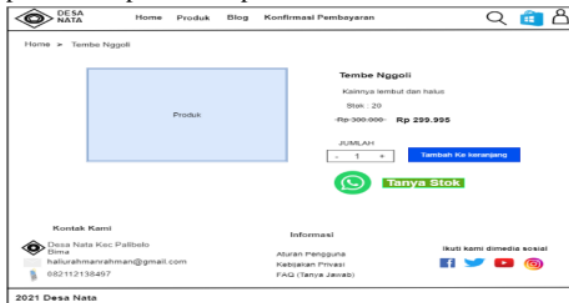 DESA
NATA
Home Produk Blog Konfirmasi Pembayaran
Home > Tembe Nggoli
Produk
Tembe Nggoli
Kainnya lembut dan halus
Stok : 20
Rp 300.000 Rp 299.995
JUMLAH
- 1 + Tambah Ke keranjang
Tanya Stok
Kontak Kami
Desa Nata Kec Palibelo
Bima
haliurahmanrahman@gmail.com
082112138497
Informasi
Aturan Pengguna
Kebijakan Privasi
FAQ (Tanya Jawab)
Ikuti kami dimedia sosial
2021 Desa Nata